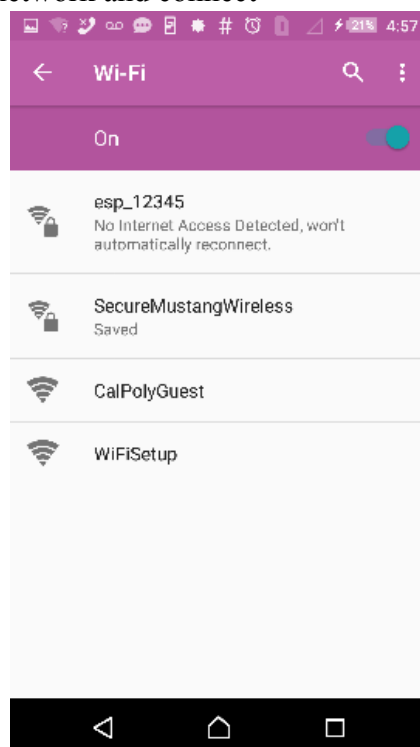 network and connect
# 21% 4:57
Wi-Fi
On
esp_12345
No Internet Access Detected, won't
automatically reconnect.
SecureMustangWireless
Saved
CalPolyGuest
WiFiSetup